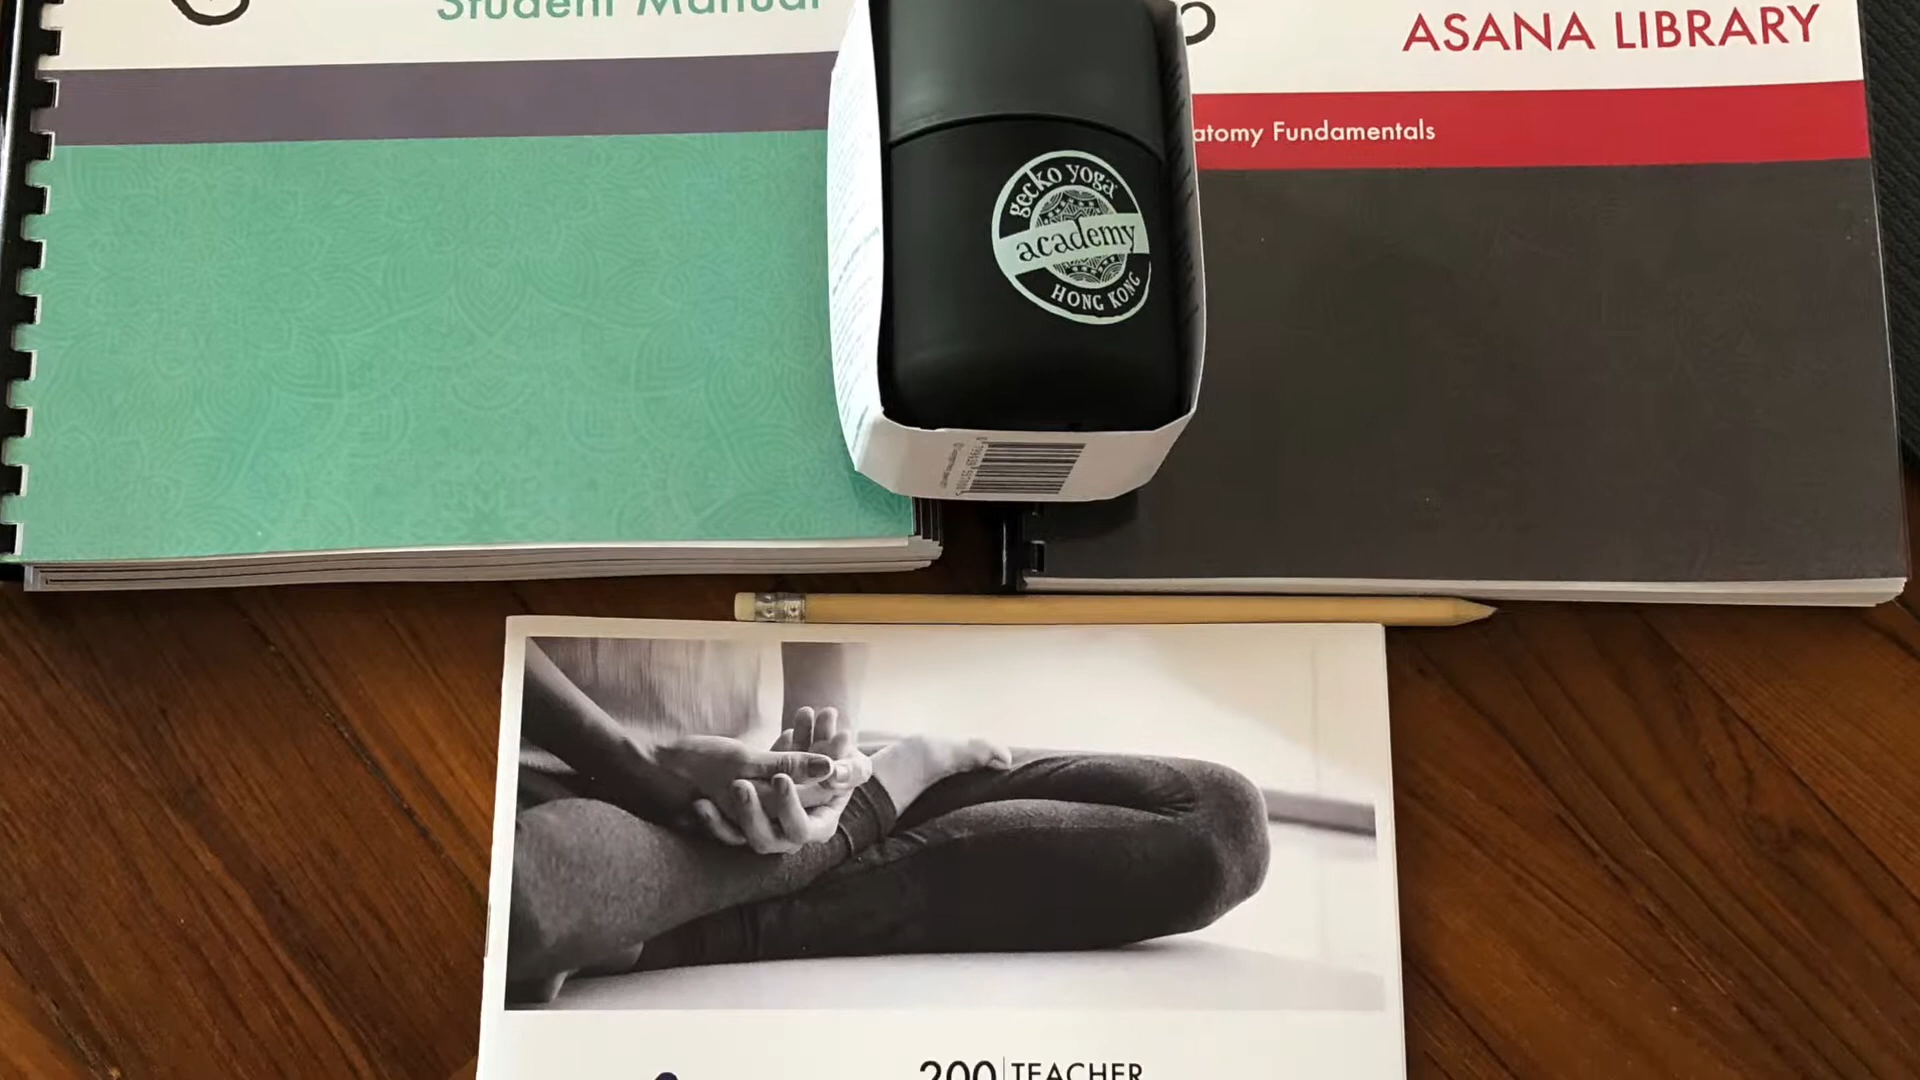 Student Manual
ASANA LIBRARY
atomy Fundamentals
gecko yoga
academy
HONG KONG
200 TEACHER